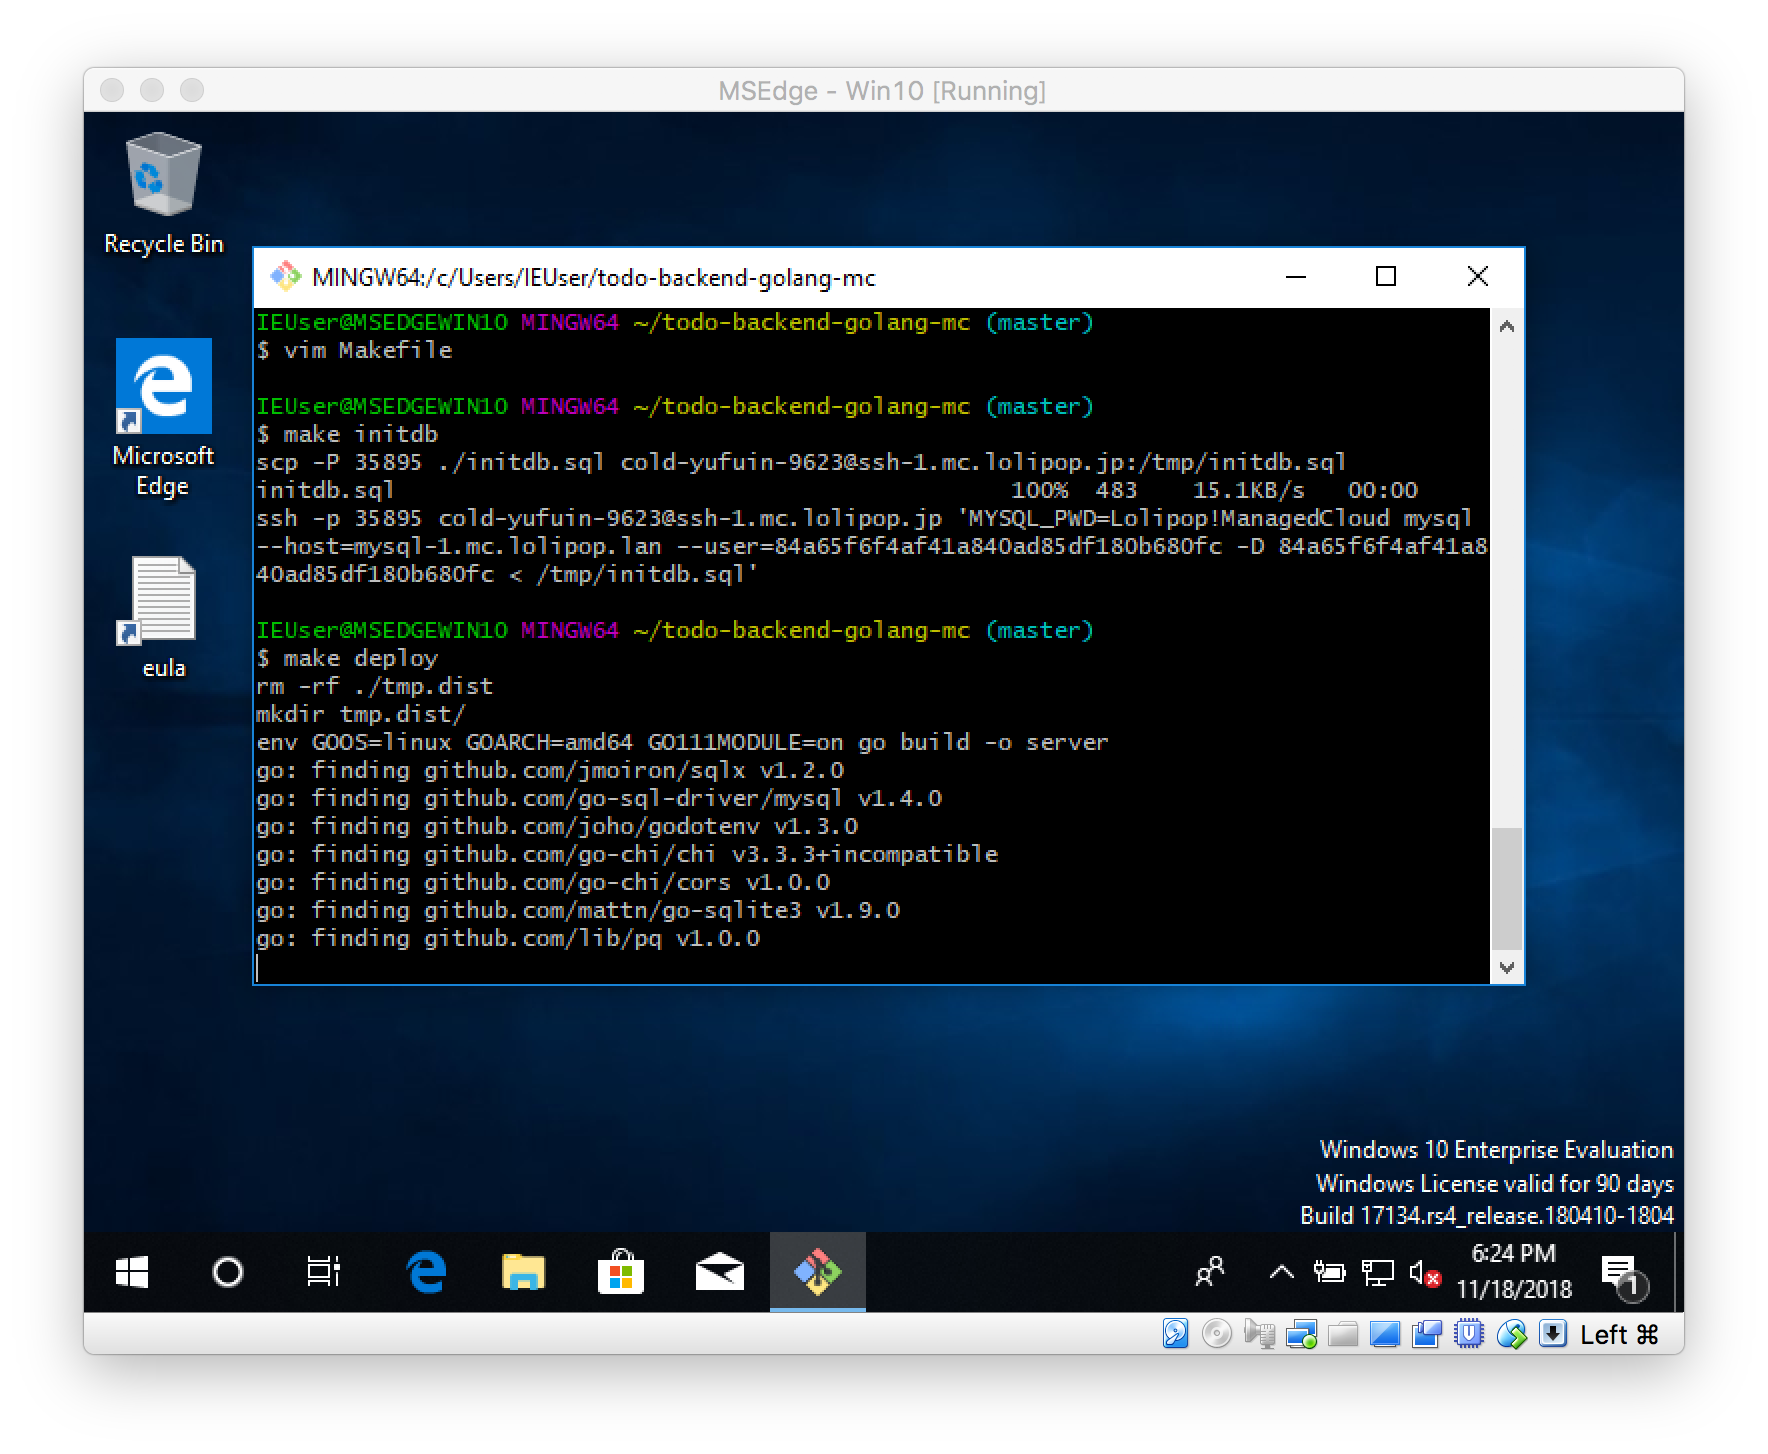 MSEdge - Win10 [Running]
Recycle Bin
Microsoft
Edge
eula
MINGW64:/c/Users/IEUser/todo-backend-golang-mc
IEUser@MSEDGEWIN10 MINGW64 ~/todo-backend-golang-mc (master)
$ vim Makefile
IEUser@MSEDGEWIN10 MINGW64 ~/todo-backend-golang-mc (master)
$ make initdb
scp -P 35895 ./initdb.sql cold-yufuin-9623@ssh-1.mc.lolipop.jp:/tmp/initdb.sql
initdb.sql 100% 483 15.1KB/s 00:00
ssh -p 35895 cold-yufuin-9623@ssh-1.mc.lolipop.jp 'MYSQL_PWD=Lolipop!ManagedCloud mysql
--host=mysql-1.mc.lolipop.lan --user=84a65f6f4af41a840ad85df180b680fc -D 84a65f6f4af41a8
40ad85df180b680fc < /tmp/initdb.sql'
IEUser@MSEDGEWIN10 MINGW64 ~/todo-backend-golang-mc (master)
$ make deploy
rm -rf ./tmp.dist
mkdir tmp.dist/
env GOOS=linux GOARCH=amd64 GO111MODULE=on go build -o server
go: finding github.com/jmoiron/sqlx v1.2.0
go: finding github.com/go-sql-driver/mysql v1.4.0
go: finding github.com/joho/godotenv v1.3.0
go: finding github.com/go-chi/chi v3.3.3+incompatible
go: finding github.com/go-chi/cors v1.0.0
go: finding github.com/mattn/go-sqlite3 v1.9.0
go: finding github.com/lib/pq v1.0.0
Windows 10 Enterprise Evaluation
Windows License valid for 90 days
Build 17134.rs4_release.180410-1804
6:24 PM
11/18/2018
1
Left ⌘